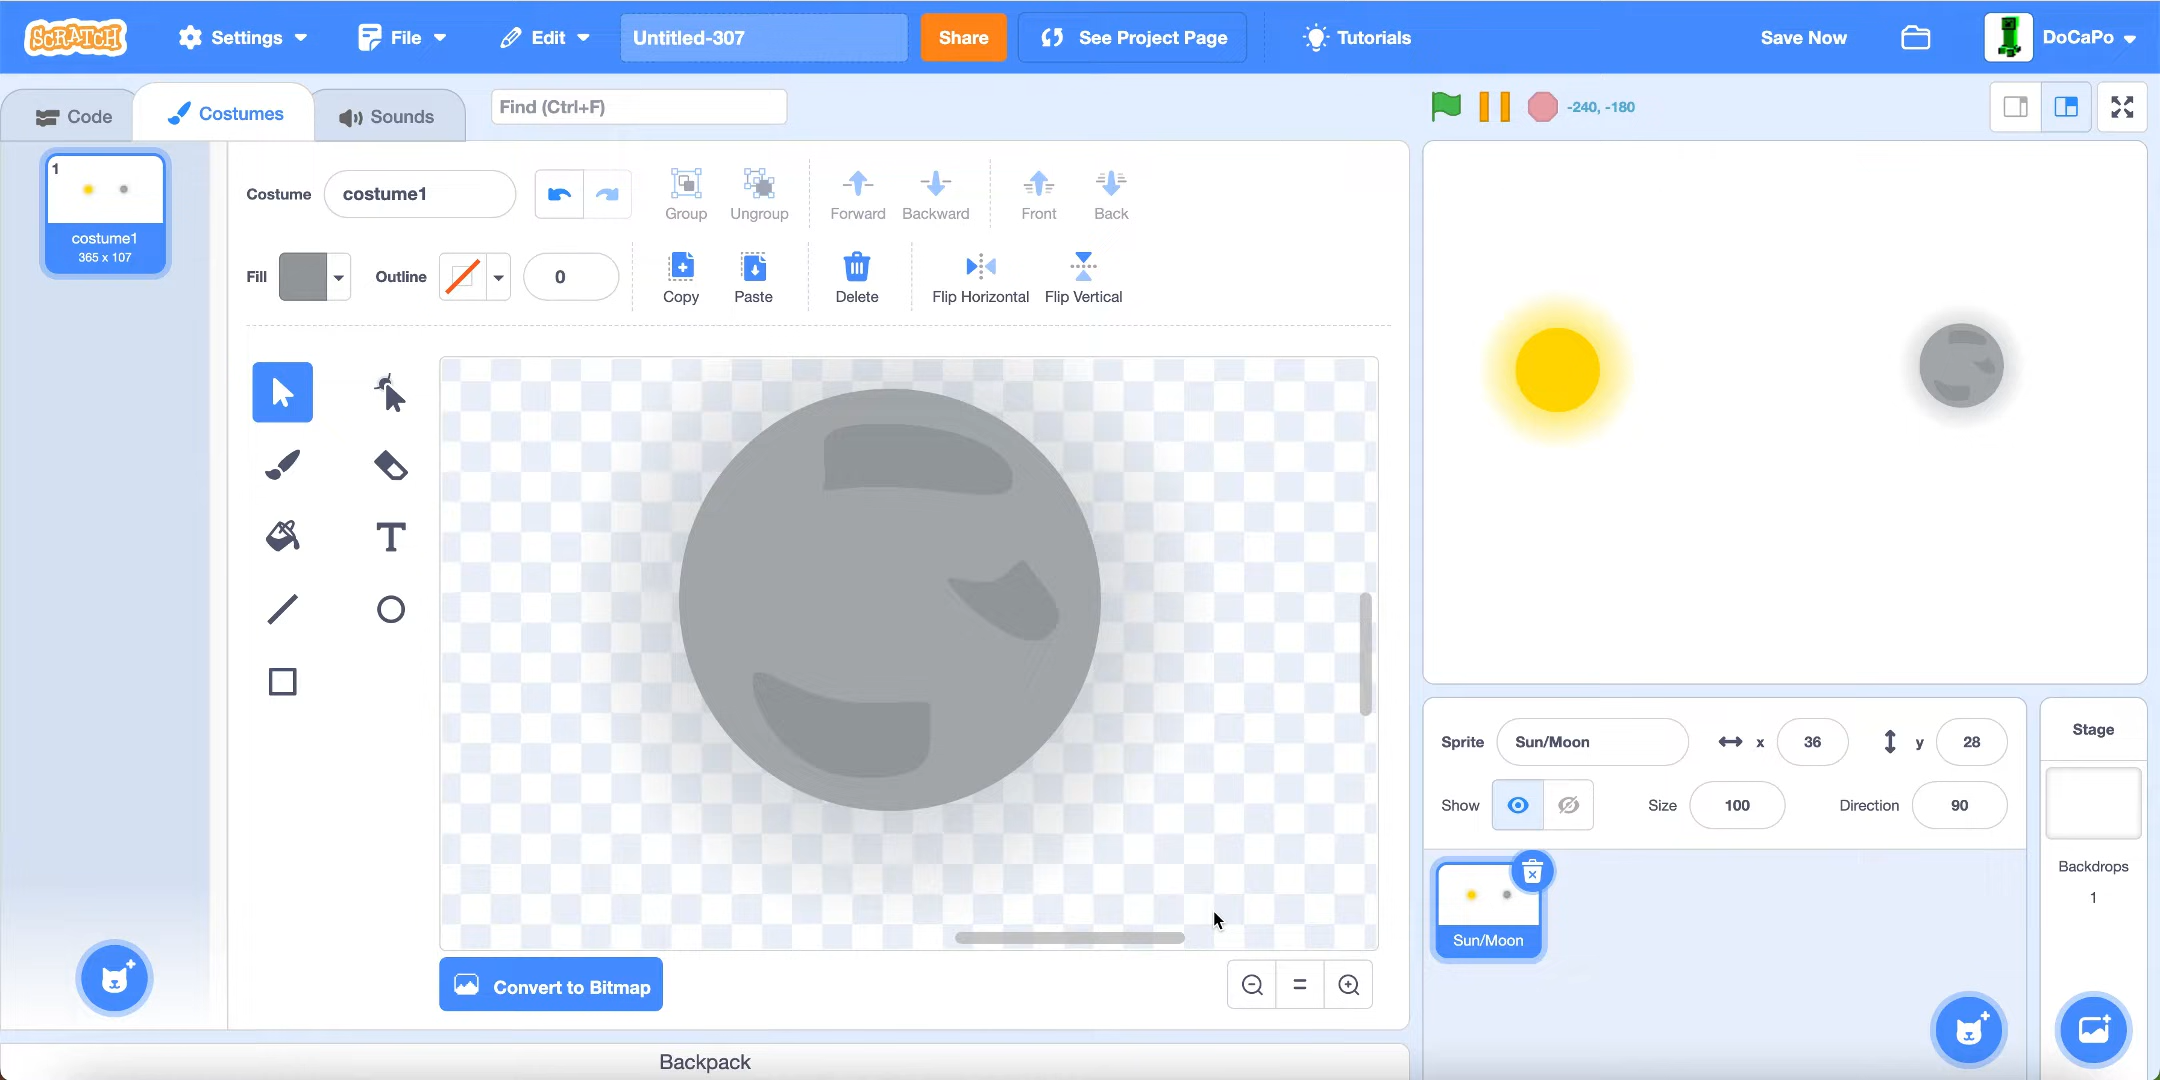 SCRATCH Settings File Edit Untitled-307 Share See Project Page Tutorials Save Now DoCaPo
Code Costumes Sounds Find (Ctrl+F) -240, -180
1
costume1
365 x 107
Costume costume1 Group Ungroup Forward Backward Front Back
Fill Outline 0 Copy Paste Delete Flip Horizontal Flip Vertical
T
Convert to Bitmap
Backpack
Sprite Sun/Moon x 36 y 28
Show Size 100 Direction 90
Sun/Moon
Stage
Backdrops
1